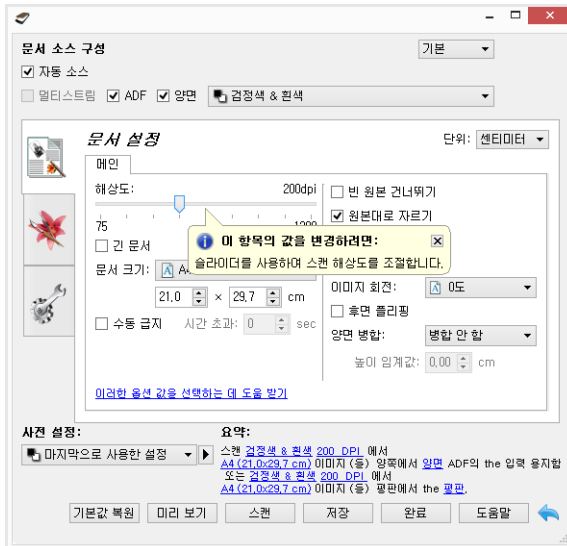 문서 소스 구성
기본
자동 소스
멀티스트림 ADF 양면 검정색 & 흰색
문서 설정
단위: 센티미터
메인
해상도: 200dpi
빈 원본 건너뛰기
75
원본대로 자르기
긴 문서
이 항목의 값을 변경하려면:
슬라이더를 사용하여 스캔 해상도를 조절합니다.
문서 크기:
21,0 × 29,7 cm
이미지 회전: 0도
수동 급지 시간 초과: 0 sec
후면 플리핑
양면 병합: 병합 안 함
높이 임계값: 0,00 cm
이러한 옵션 값을 선택하는 데 도움 받기
사전 설정:
마지막으로 사용한 설정
요약:
스캔 검정색 & 흰색 200 DPI 에서
A4 (21,0x29,7 cm) 이미지 (들) 양쪽에서 양면 ADF의 the 입력 용지함
또는 검정색 & 흰색 200 DPI 에서
A4 (21,0x29,7 cm) 이미지 (들) 평판에서 the 평판.
기본값 복원 미리 보기 스캔 저장 완료 도움말